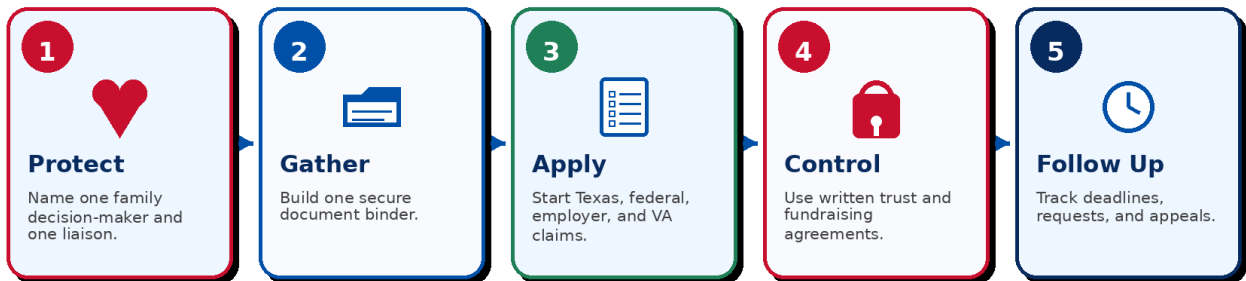 1
Protect
Name one family
decision-maker and
one liaison.
2
Gather
Build one secure
document binder.
3
Apply
Start Texas, federal,
employer, and VA
claims.
4
Control
Use written trust and
fundraising
agreements.
5
Follow Up
Track deadlines,
requests, and appeals.